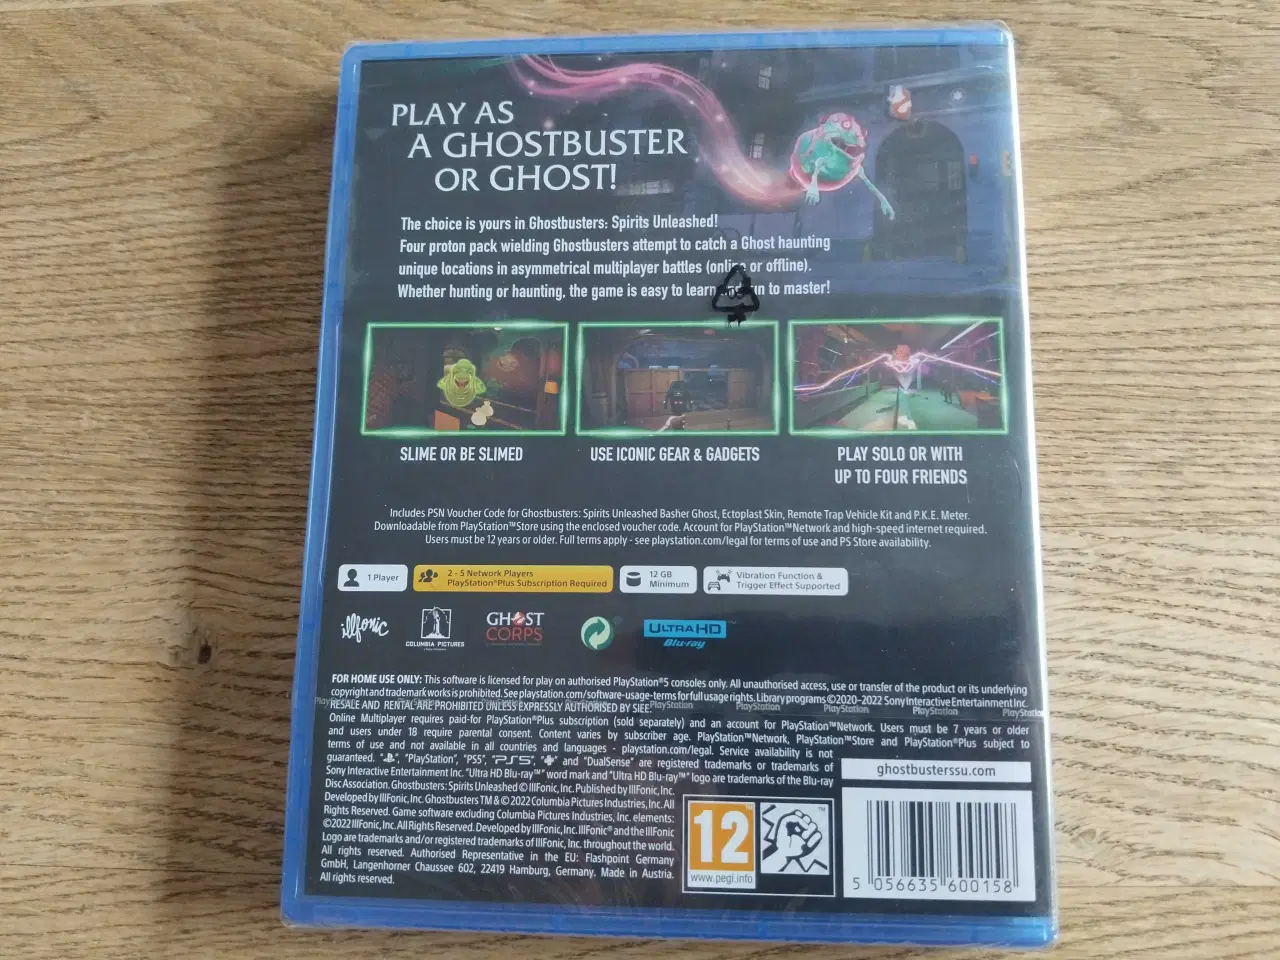 PLAY AS
A GHOSTBUSTER
OR GHOST!
The choice is yours in Ghostbusters: Spirits Unleashed!
Four proton pack wielding Ghostbusters attempt to catch a Ghost haunting
unique locations in asymmetrical multiplayer battles (online or offline).
Whether hunting or haunting, the game is easy to learn and fun to master!
SLIME OR BE SLIMED
USE ICONIC GEAR & GADGETS
PLAY SOLO OR WITH
UP TO FOUR FRIENDS
Includes PSN Voucher Code for Ghostbusters: Spirits Unleashed Basher Ghost, Ectoplast Skin, Remote Trap Vehicle Kit and P.K.E. Meter.
Downloadable from PlayStation™Store using the enclosed voucher code. Account for PlayStation™Network and high-speed internet required.
Users must be 12 years or older. Full terms apply - see playstation.com/legal for terms of use and PS Store availability.
1 Player
2 - 5 Network Players
PlayStation®Plus Subscription Required
12 GB
Minimum
Vibration Function &
Trigger Effect Supported
illfonic
COLUMBIA PICTURES
GHOST
CORPS
ULTRA HD
Blu-ray™
FOR HOME USE ONLY: This software is licensed for play on authorised PlayStation®5 consoles only. All unauthorised access, use or transfer of the product or its underlying
copyright and trademark works is prohibited. See playstation.com/software-usage-terms for full usage rights. Library programs ©2020-2022 Sony Interactive Entertainment Inc.
RESALE AND RENTAL ARE PROHIBITED UNLESS EXPRESSLY AUTHORISED BY SIEE.
PlayStation PlayStation PlayStation PlayStation PlayStation
Online Multiplayer requires paid-for PlayStation®Plus subscription (sold separately) and an account for PlayStation™Network. Users must be 7 years or older
and users under 18 require parental consent. Content varies by subscriber age. PlayStation™Network, PlayStation™Store and PlayStation®Plus subject to
terms of use and not available in all countries and languages - playstation.com/legal. Service availability is not
guaranteed. "PlayStation", "PS5", "PS5", and "DualSense" are registered trademarks or trademarks of
Sony Interactive Entertainment Inc. "Ultra HD Blu-ray™" word mark and "Ultra HD Blu-ray™" logo are trademarks of the Blu-ray
Disc Association. Ghostbusters: Spirits Unleashed © IllFonic, Inc. Published by IllFonic, Inc.
Developed by IllFonic, Inc. Ghostbusters TM & © 2022 Columbia Pictures Industries, Inc. All
Rights Reserved. Game software excluding Columbia Pictures Industries, Inc. elements:
©2022 IllFonic, Inc. All Rights Reserved. Developed by IllFonic, Inc. IllFonic® and the IllFonic
Logo are trademarks and/or registered trademarks of IllFonic, Inc. throughout the world.
All rights reserved. Authorised Representative in the EU: Flashpoint Germany
GmbH, Langenhorner Chaussee 602, 22419 Hamburg, Germany. Made in Austria.
All rights reserved.
ghostbusterssu.com
12
www.pegi.info
5 056635 600158